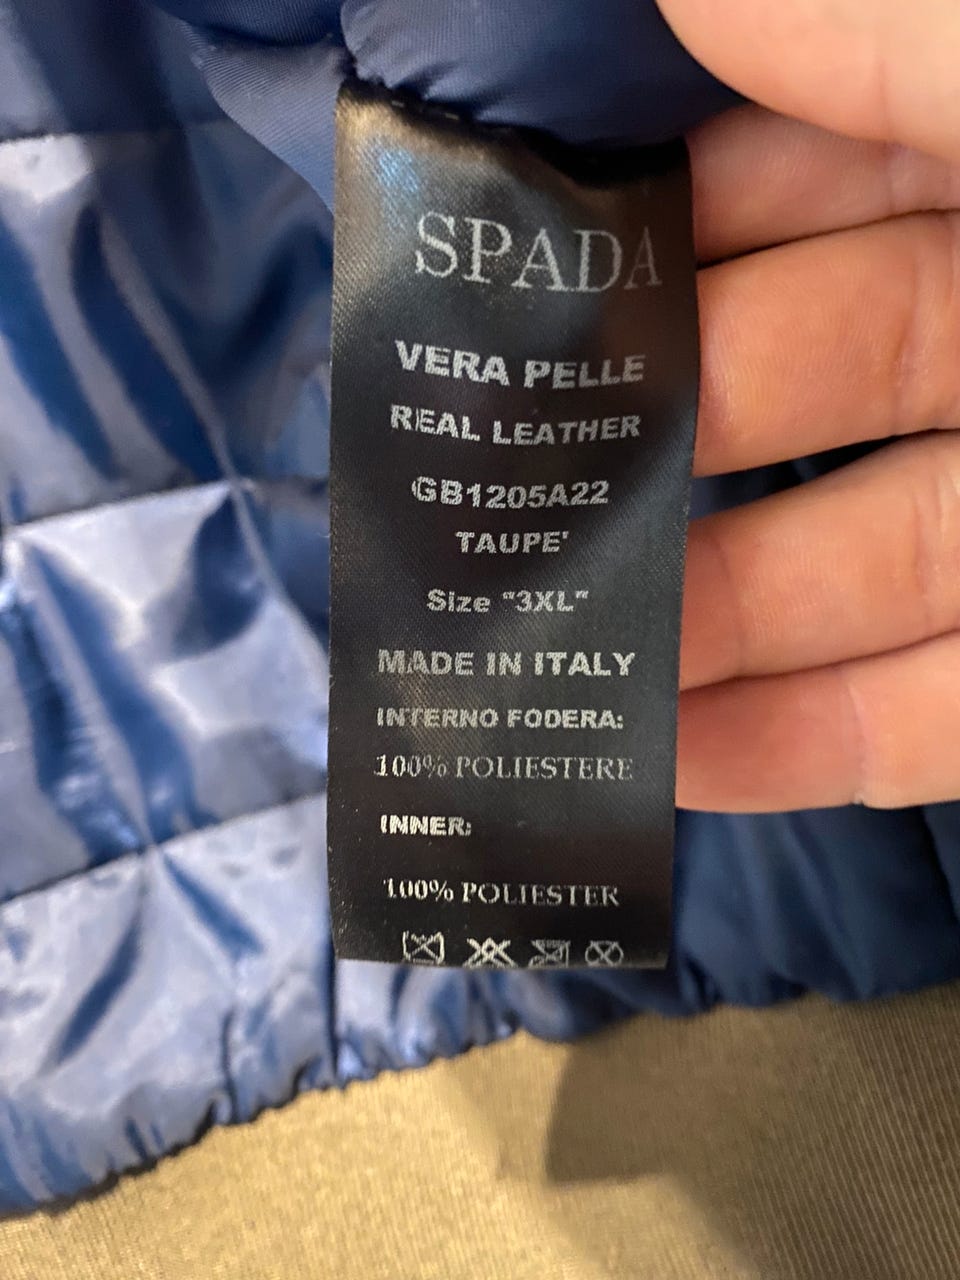 SPADA
VERA PELLE
REAL LEATHER
GB1205A22
TAUPE'
Size "3XL"
MADE IN ITALY
INTERNO FODERA:
100% POLIESTERE
INNER:
100% POLIESTER